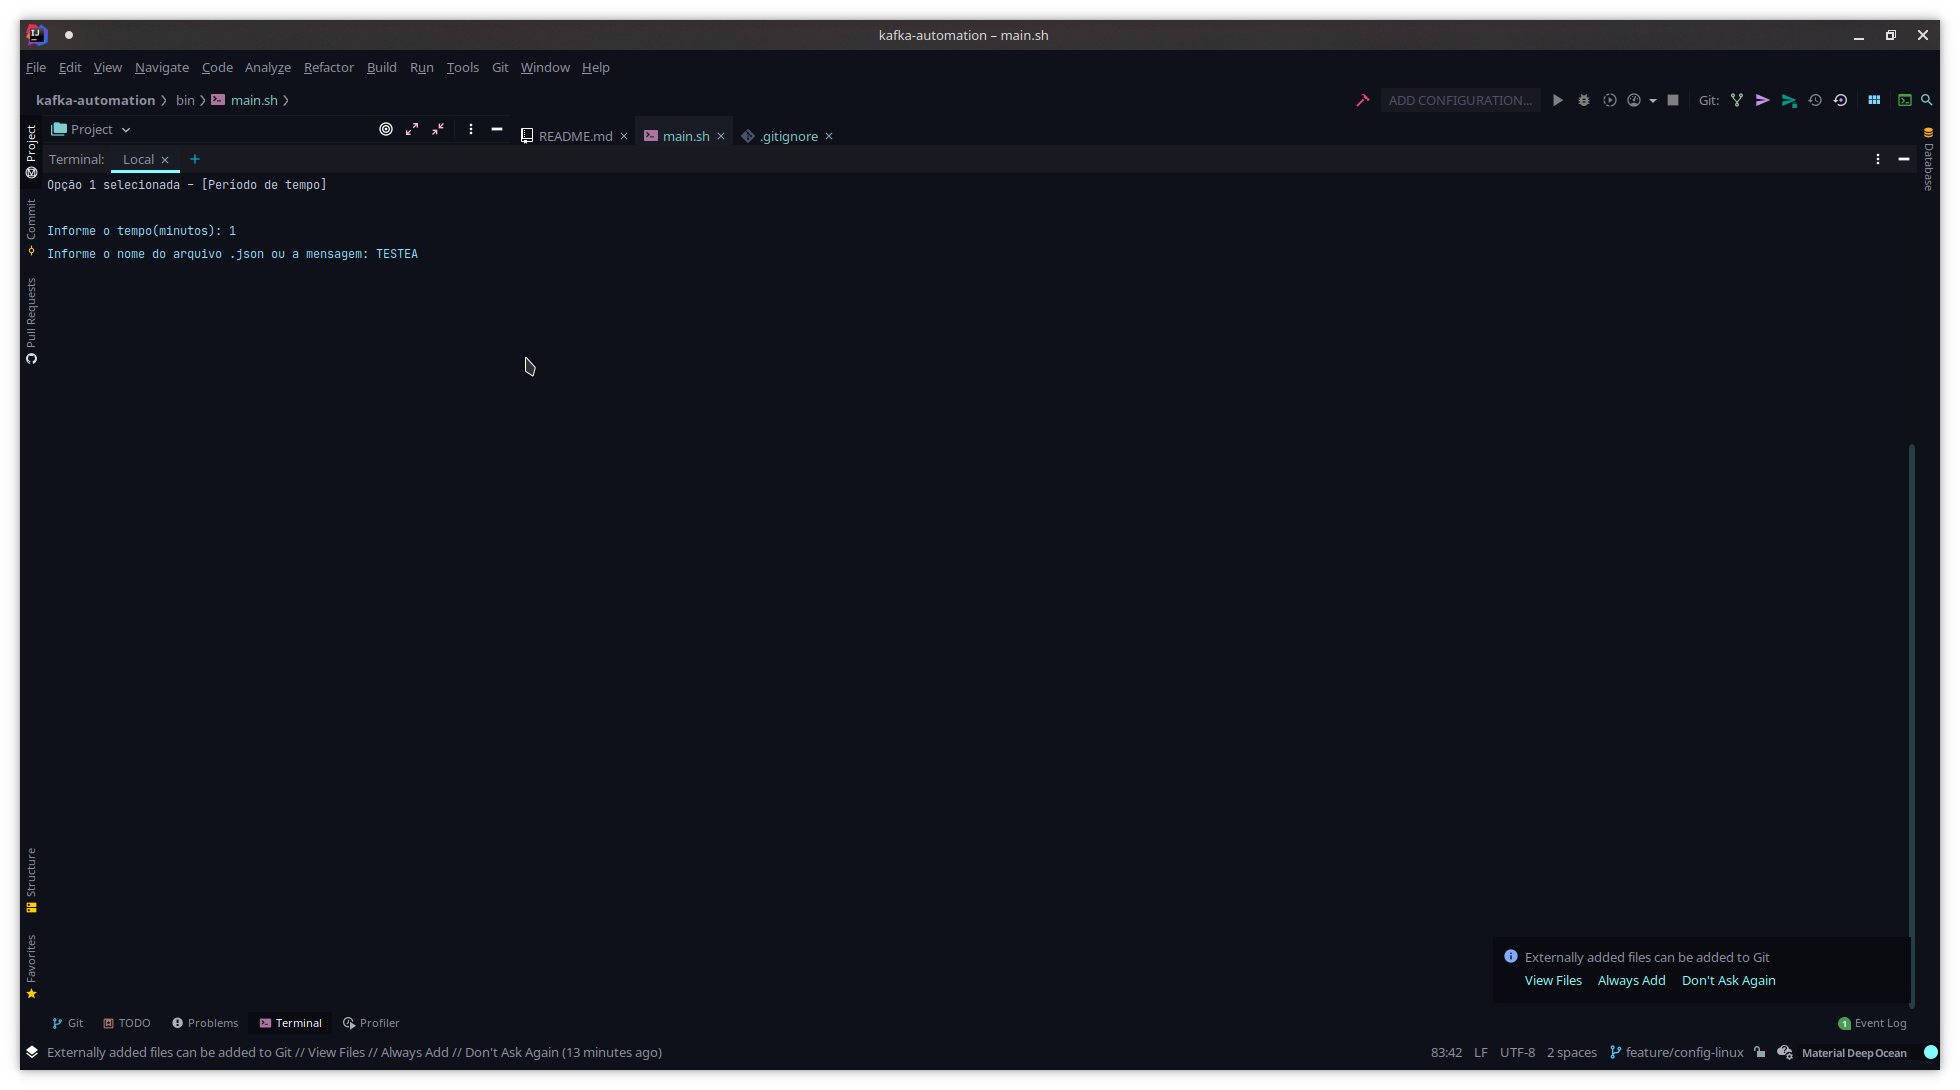 kafka-automation – main.sh
File Edit View Navigate Code Analyze Refactor Build Run Tools Git Window Help
kafka-automation bin main.sh
ADD CONFIGURATION...
Git:
Project
README.md
main.sh
.gitignore
Terminal: Local
Opção 1 selecionada - [Período de tempo]
Informe o tempo(minutos): 1
Informe o nome do arquivo .json ou a mensagem: TESTEA
Project
Commit
Pull Requests
Structure
Favorites
Database
Externally added files can be added to Git
View Files Always Add Don't Ask Again
Git TODO Problems Terminal Profiler
1 Event Log
Externally added files can be added to Git // View Files // Always Add // Don't Ask Again (13 minutes ago)
83:42 LF UTF-8 2 spaces feature/config-linux Material Deep Ocean